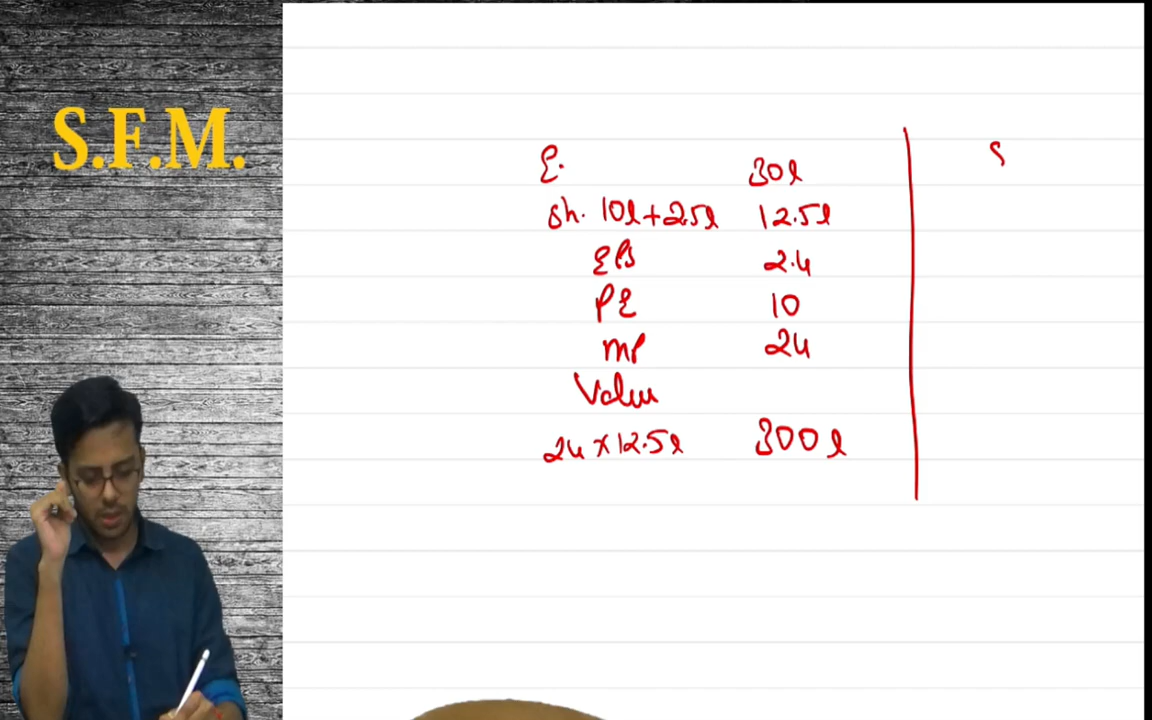 S.F.M.
E. 30l
Sh. 10l+2.5l 12.5l
EPS 2.4
PE 10
MP 24
Value
24 x 12.5l 300l
S